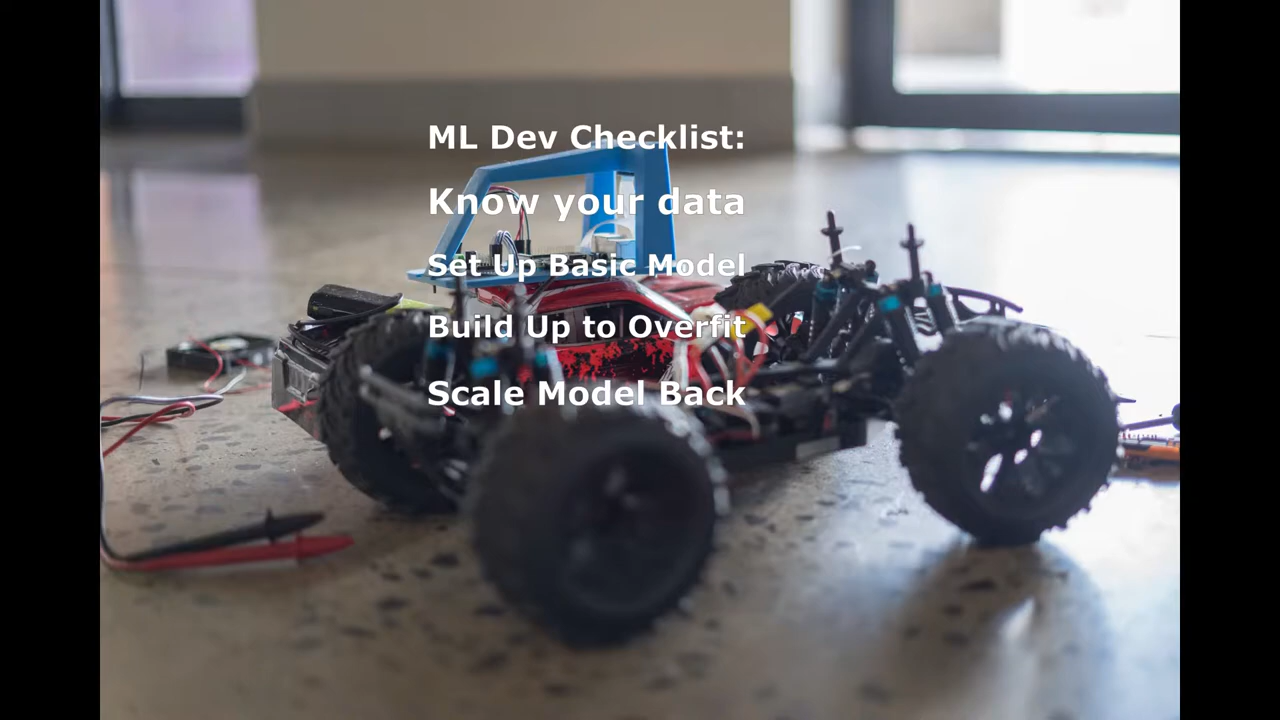 ML Dev Checklist:
Know your data
Set Up Basic Model
Build Up to Overfit
Scale Model Back